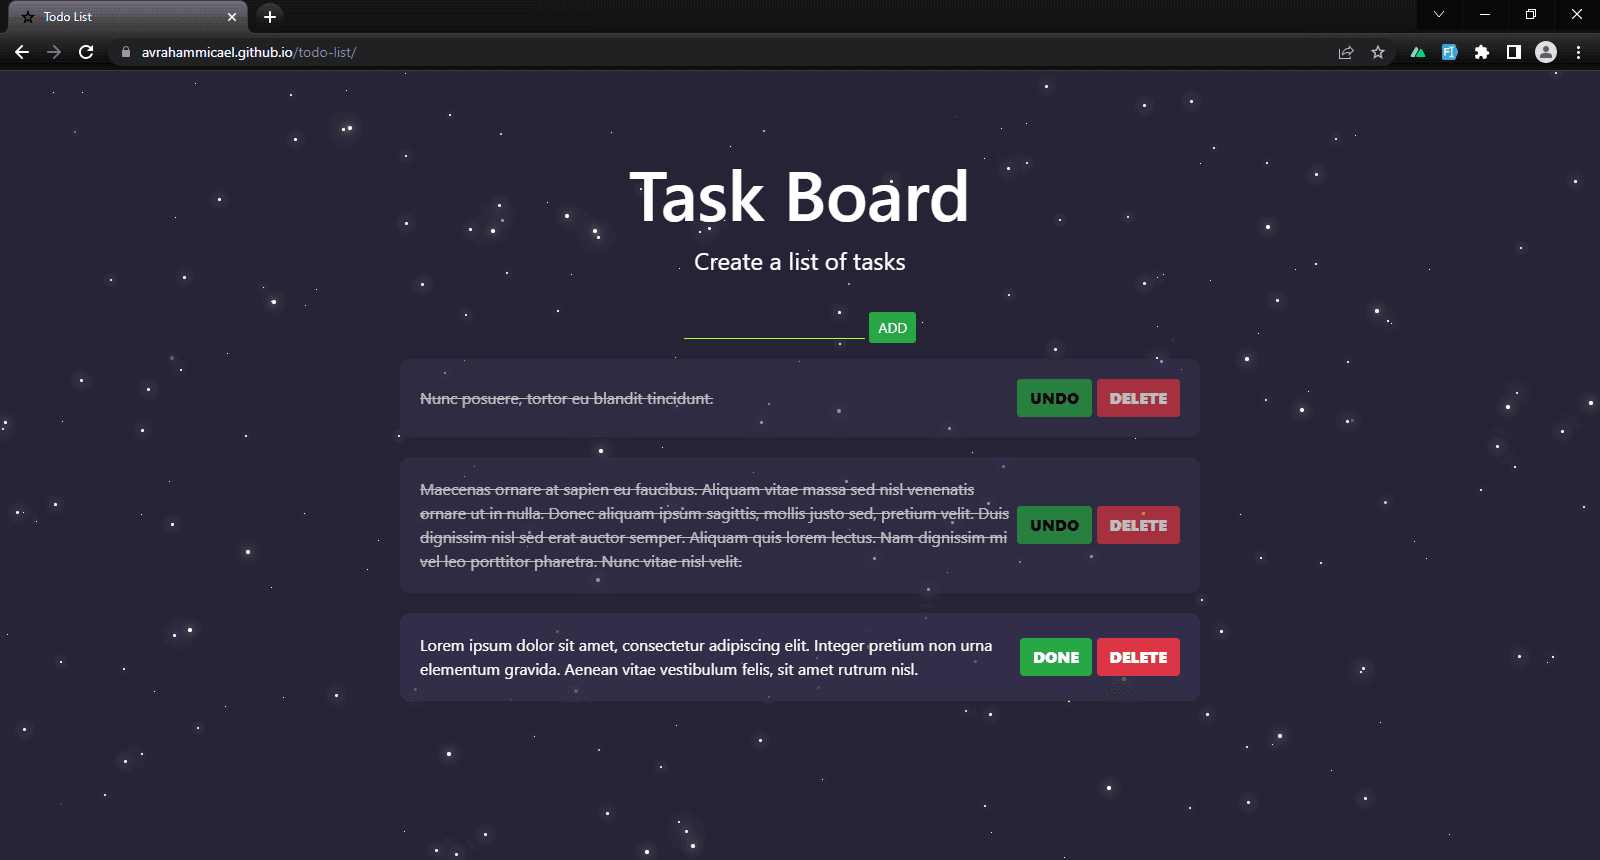 Todo List
avrahammicael.github.io/todo-list/
Task Board
Create a list of tasks
ADD
Nunc posuere, tortor eu blandit tincidunt.
UNDO DELETE
Maecenas ornare at sapien eu faucibus. Aliquam vitae massa sed nisl venenatis
ornare ut in nulla. Donec aliquam ipsum sagittis, mollis justo sed, pretium velit. Duis
dignissim nisl sed erat auctor semper. Aliquam quis lorem lectus. Nam dignissim mi
vel leo porttitor pharetra. Nunc vitae nisl velit.
UNDO DELETE
Lorem ipsum dolor sit amet, consectetur adipiscing elit. Integer pretium non urna
elementum gravida. Aenean vitae vestibulum felis, sit amet rutrum nisl.
DONE DELETE